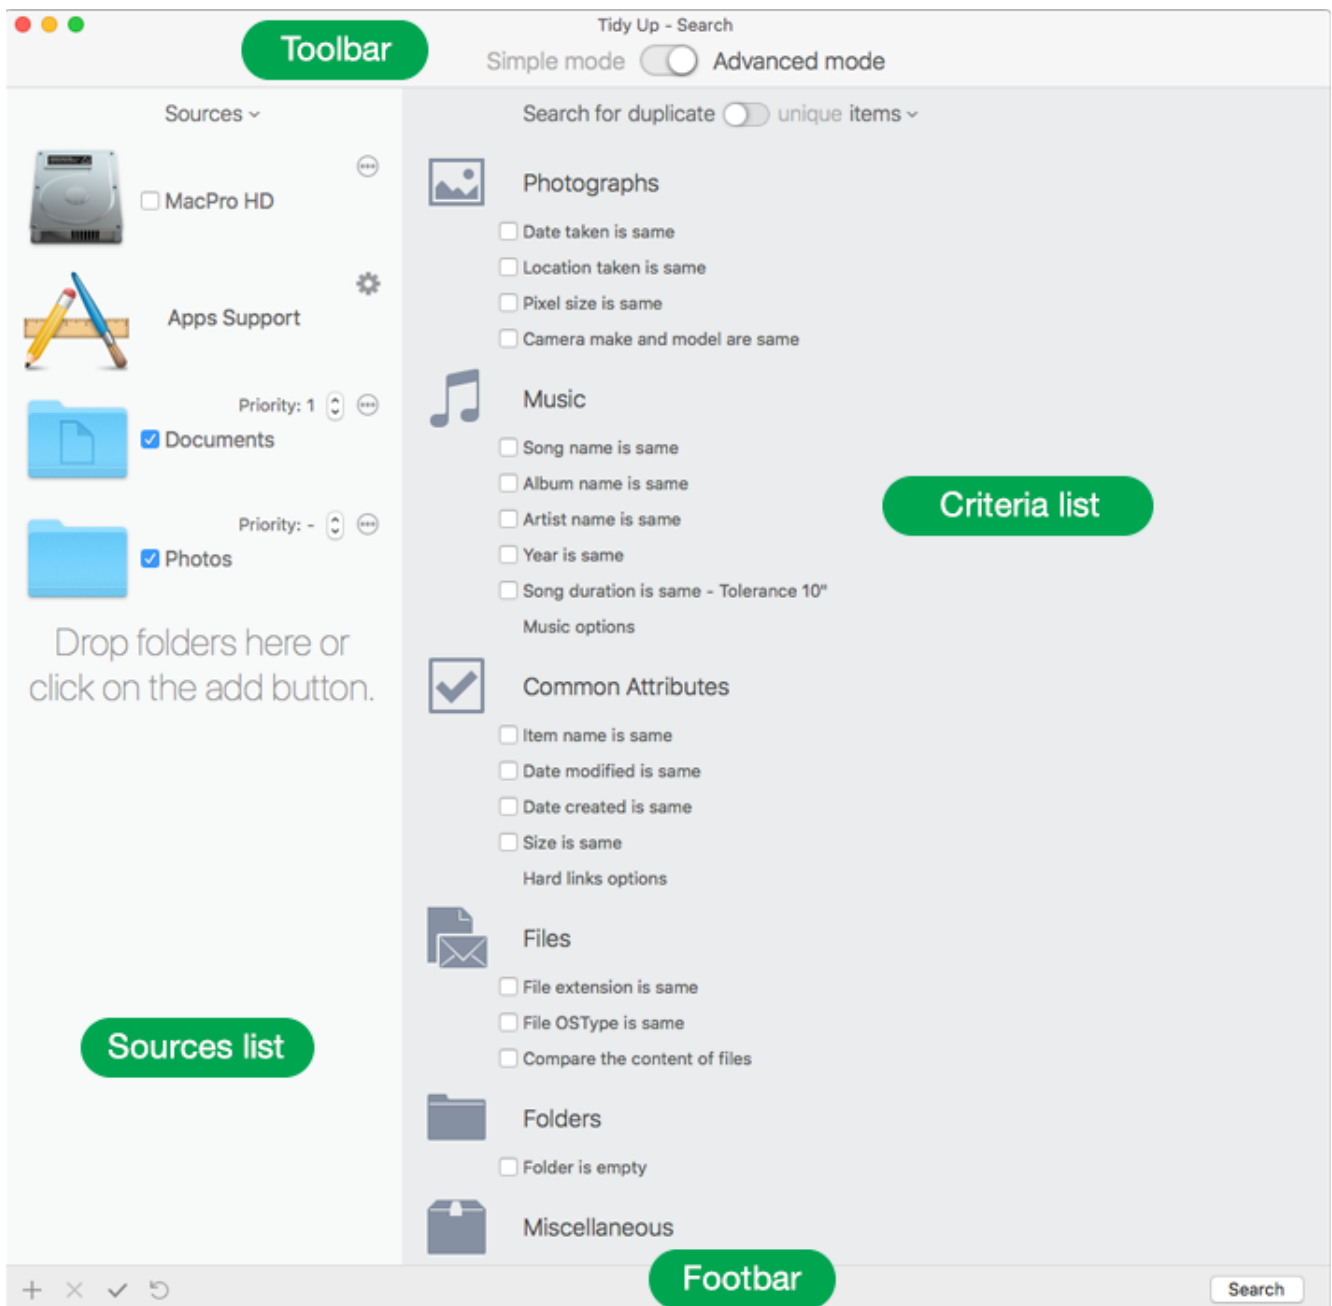 Tidy Up - Search
Toolbar
Simple mode Advanced mode
Sources
MacPro HD
Apps Support
Priority: 1
Documents
Priority: -
Photos
Drop folders here or
click on the add button.
Sources list
Search for duplicate unique items
Photographs
Date taken is same
Location taken is same
Pixel size is same
Camera make and model are same
Music
Song name is same
Album name is same
Artist name is same
Year is same
Song duration is same - Tolerance 10"
Music options
Criteria list
Common Attributes
Item name is same
Date modified is same
Date created is same
Size is same
Hard links options
Files
File extension is same
File OSType is same
Compare the content of files
Folders
Folder is empty
Miscellaneous
Footbar
Search